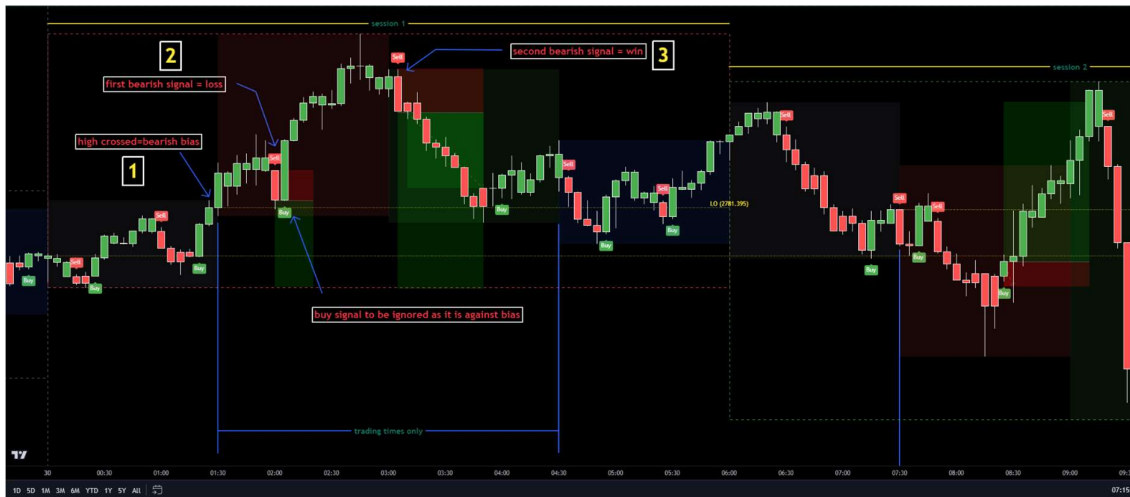 session 1
2
Sell
second bearish signal = win
3
first bearish signal = loss
session 2
high crossed=bearish bias
1
Sell
Sell
Sell
Sell
Sell
Sell
Sell
Sell
Sell
LO (2781.395)
Buy
Buy
Buy
Buy
Buy
Buy
Buy
Buy
Buy
buy signal to be ignored as it is against bias
trading times only
30 00:30 01:00 01:30 02:00 02:30 03:00 03:30 04:00 04:30 05:00 05:30 06:00 06:30 07:00 07:30 08:00 08:30 09:00 09:3
1D 5D 1M 3M 6M YTD 1Y 5Y All
07:15